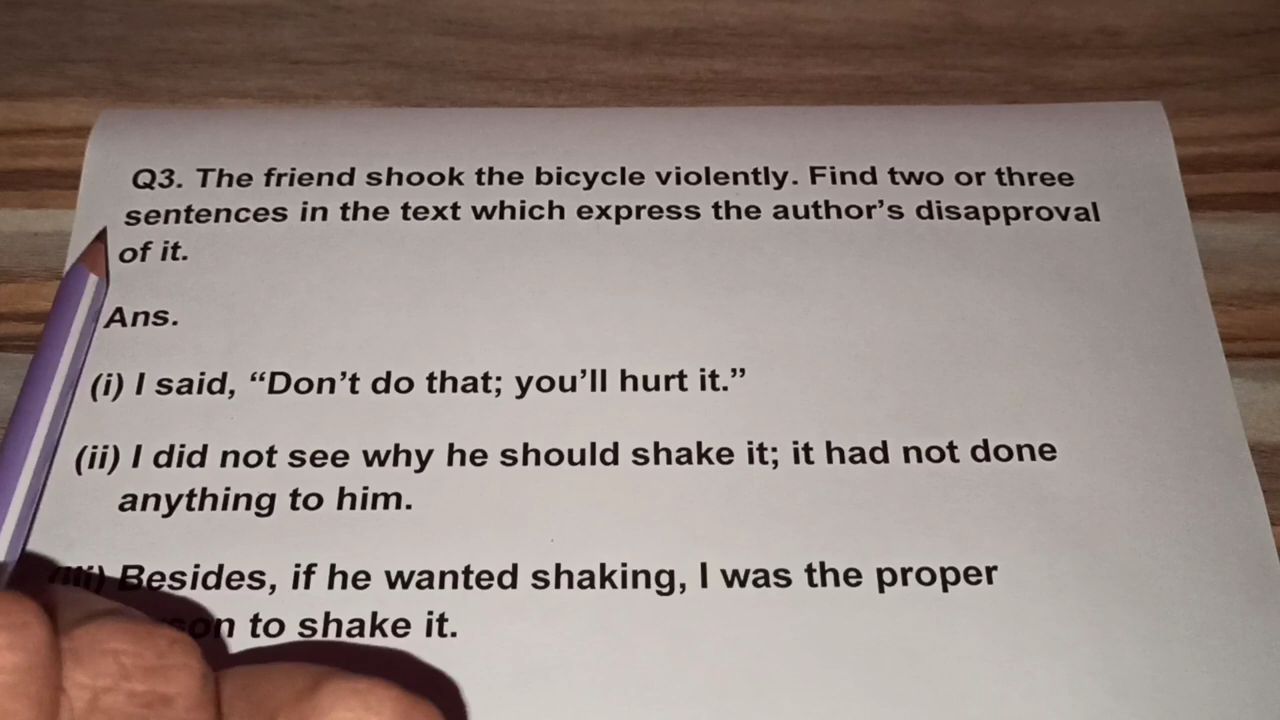 Q3. The friend shook the bicycle violently. Find two or three
sentences in the text which express the author's disapproval
of it.
Ans.
(i) I said, “Don't do that; you'll hurt it.”
(ii) I did not see why he should shake it; it had not done
anything to him.
Besides, if he wanted shaking, I was the proper
to shake it.